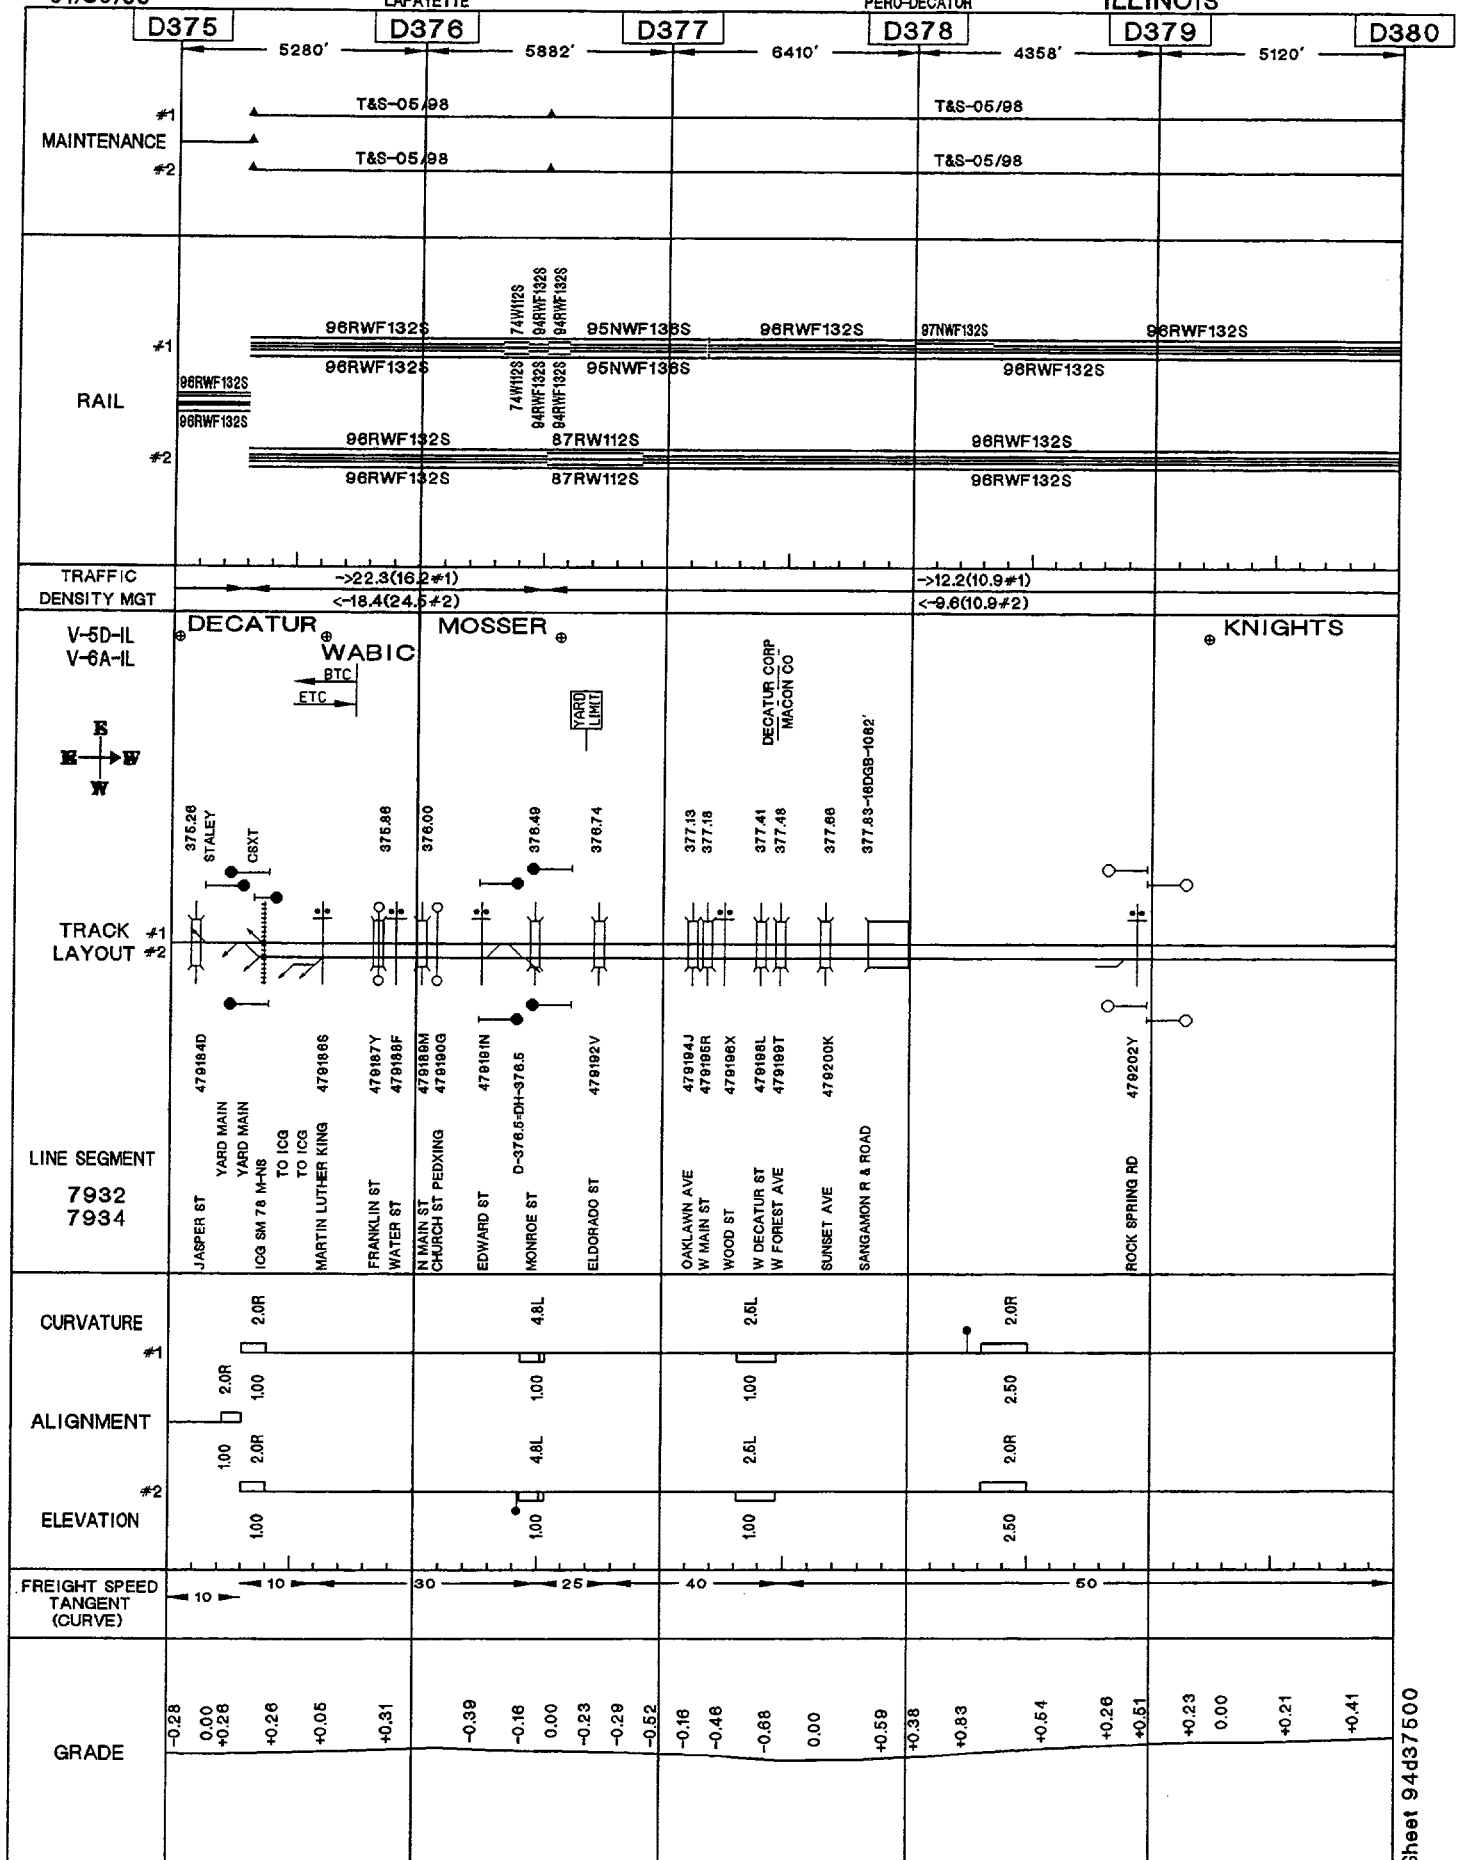 LAFAYETTE
PERU-DECATUR
ILLINOIS
D375
D376
D377
D378
D379
D380
5280'
5882'
6410'
4358'
5120'
MAINTENANCE
#1
T&S-05/98
T&S-05/98
#2
T&S-05/98
T&S-05/98
RAIL
#1
96RWF132S
74W112S
94RWF132S
94RWF132S
95NWF136S
96RWF132S
97NWF132S
96RWF132S
96RWF132S
74W112S
94RWF132S
94RWF132S
95NWF136S
96RWF132S
96RWF132S
96RWF132S
#2
96RWF132S
87RW112S
96RWF132S
96RWF132S
87RW112S
96RWF132S
TRAFFIC
DENSITY MGT
->22.3(16.2#1)
->12.2(10.9#1)
<-18.4(24.5#2)
<-9.6(10.9#2)
V-5D-IL
V-6A-IL
DECATUR
WABIC
MOSSER
KNIGHTS
BTC
ETC
YARD
LIMIT
DECATUR CORP
MACON CO
E
W
W
375.26
STALEY
CSXT
375.86
376.00
376.49
376.74
377.13
377.18
377.41
377.48
377.66
377.83-18DGB-1082'
TRACK #1
LAYOUT #2
479184D
479186S
479187Y
479188F
479189M
479190G
479191N
D-376.5=DH-376.5
479192V
479194J
479195R
479196X
479198L
479199T
479200K
479202Y
LINE SEGMENT
7932
7934
JASPER ST
YARD MAIN
YARD MAIN
ICG SM 78 M-NS
TO ICG
TO ICG
MARTIN LUTHER KING
FRANKLIN ST
WATER ST
N MAIN ST
CHURCH ST PEDXING
EDWARD ST
MONROE ST
ELDORADO ST
OAKLAWN AVE
W MAIN ST
WOOD ST
W DECATUR ST
W FOREST AVE
SUNSET AVE
SANGAMON R & ROAD
ROCK SPRING RD
CURVATURE
#1
2.0R
4.8L
2.5L
2.0R
2.0R
1.00
1.00
1.00
2.50
ALIGNMENT
1.00
2.0R
4.8L
2.5L
2.0R
#2
ELEVATION
1.00
1.00
1.00
2.50
FREIGHT SPEED
TANGENT
(CURVE)
10
10
30
25
40
50
GRADE
-0.28
0.00
+0.26
+0.26
+0.05
+0.31
-0.39
-0.16
0.00
-0.23
-0.29
-0.52
-0.16
-0.46
-0.68
0.00
+0.59
+0.38
+0.83
+0.54
+0.26
+0.51
+0.23
0.00
+0.21
+0.41
Sheet 94d37500